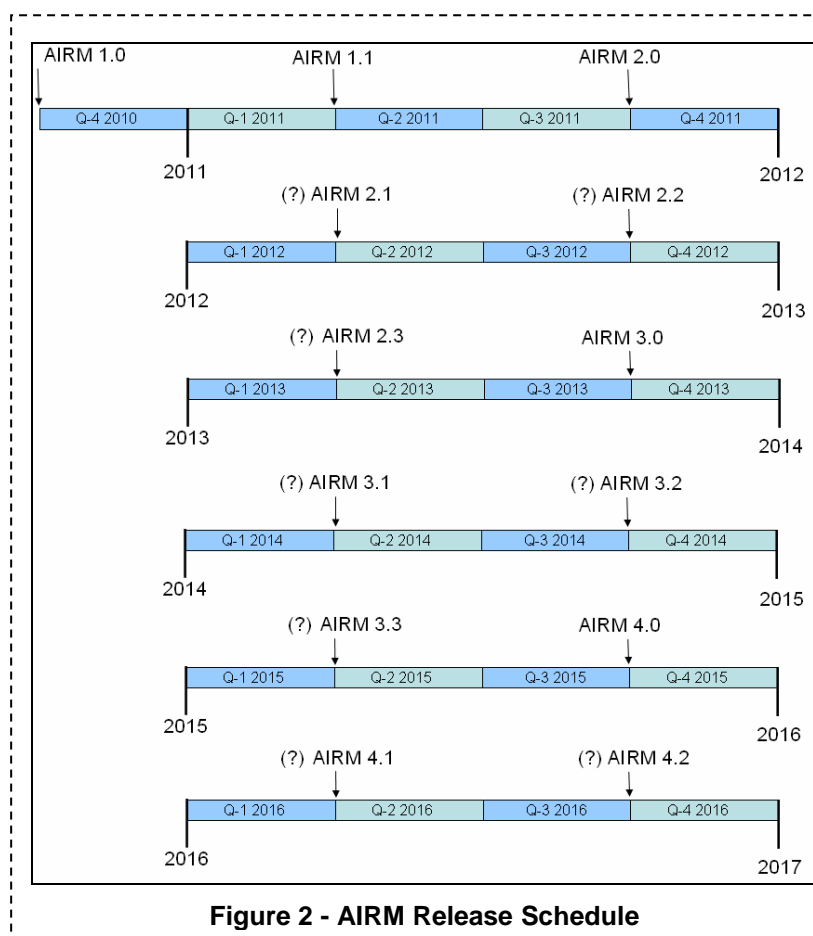 AIRM 1.0 AIRM 1.1 AIRM 2.0
Q-4 2010 Q-1 2011 Q-2 2011 Q-3 2011 Q-4 2011
2011 2012
(?) AIRM 2.1 (?) AIRM 2.2
Q-1 2012 Q-2 2012 Q-3 2012 Q-4 2012
2012 2013
(?) AIRM 2.3 AIRM 3.0
Q-1 2013 Q-2 2013 Q-3 2013 Q-4 2013
2013 2014
(?) AIRM 3.1 (?) AIRM 3.2
Q-1 2014 Q-2 2014 Q-3 2014 Q-4 2014
2014 2015
(?) AIRM 3.3 AIRM 4.0
Q-1 2015 Q-2 2015 Q-3 2015 Q-4 2015
2015 2016
(?) AIRM 4.1 (?) AIRM 4.2
Q-1 2016 Q-2 2016 Q-3 2016 Q-4 2016
2016 2017
Figure 2 - AIRM Release Schedule